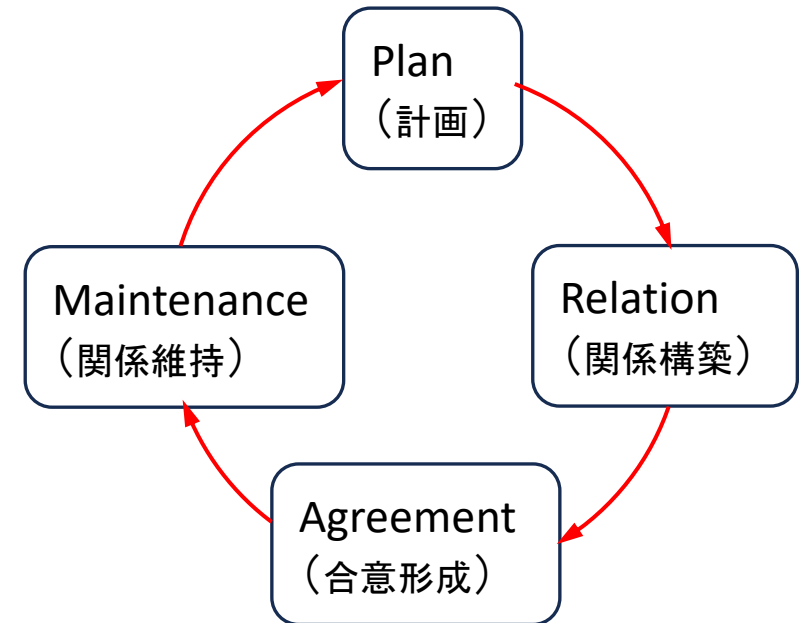 Plan
（計画）
Relation
（関係構築）
Agreement
（合意形成）
Maintenance
（関係維持）